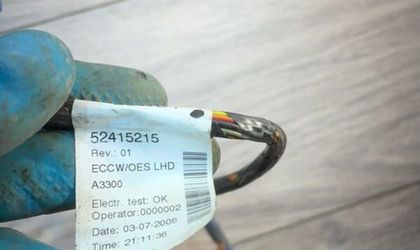 52415215
Rev.: 01
ECCW/OES LHD
A3300
Electr. test: OK
Operator:0000002
Date: 03-07-2006
Time: 21:11:36